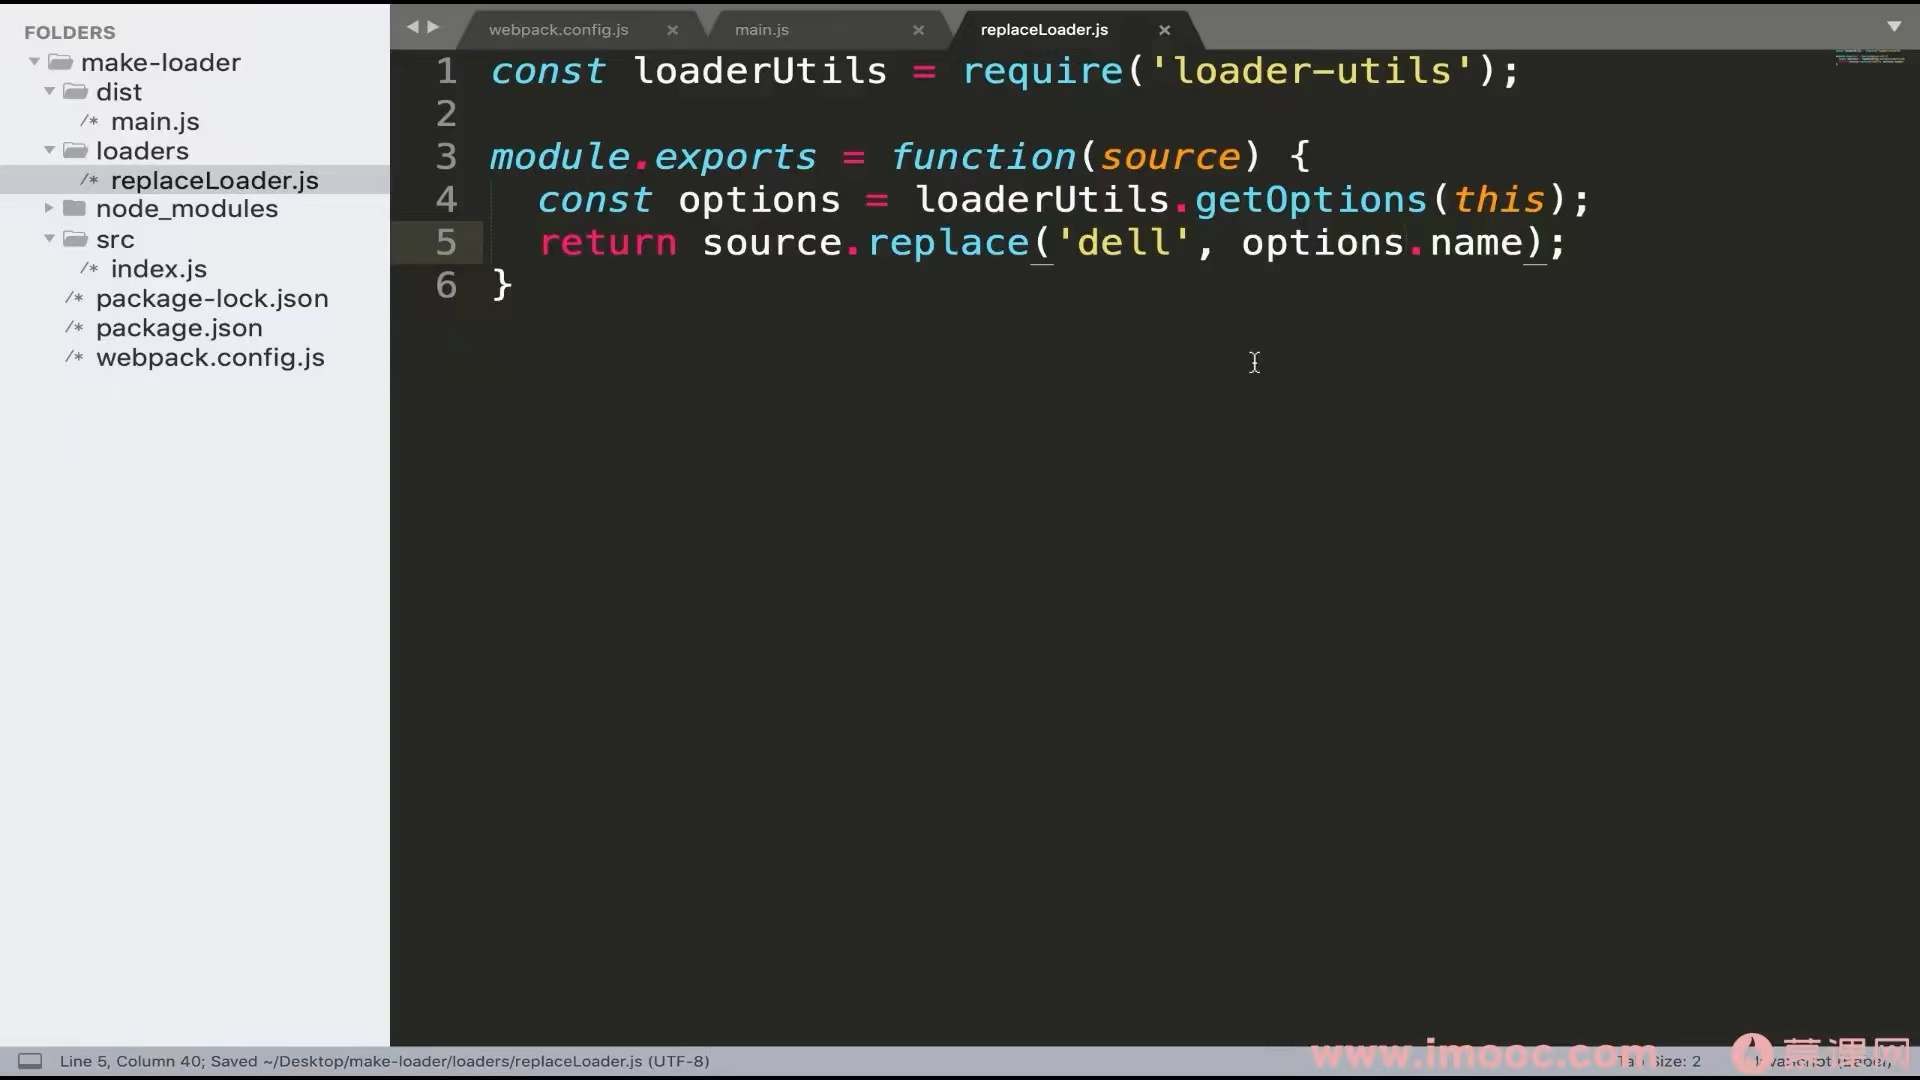 FOLDERS
make-loader
dist
/* main.js
loaders
/* replaceLoader.js
node_modules
src
/* index.js
/* package-lock.json
/* package.json
/* webpack.config.js
webpack.config.js ×
main.js ×
replaceLoader.js ×
1 const loaderUtils = require('loader-utils');
2
3 module.exports = function(source) {
4 const options = loaderUtils.getOptions(this);
5 return source.replace('dell', options.name);
6 }
Line 5, Column 40; Saved ~/Desktop/make-loader/loaders/replaceLoader.js (UTF-8)
Tab Size: 2
www.imooc.com
慕课网